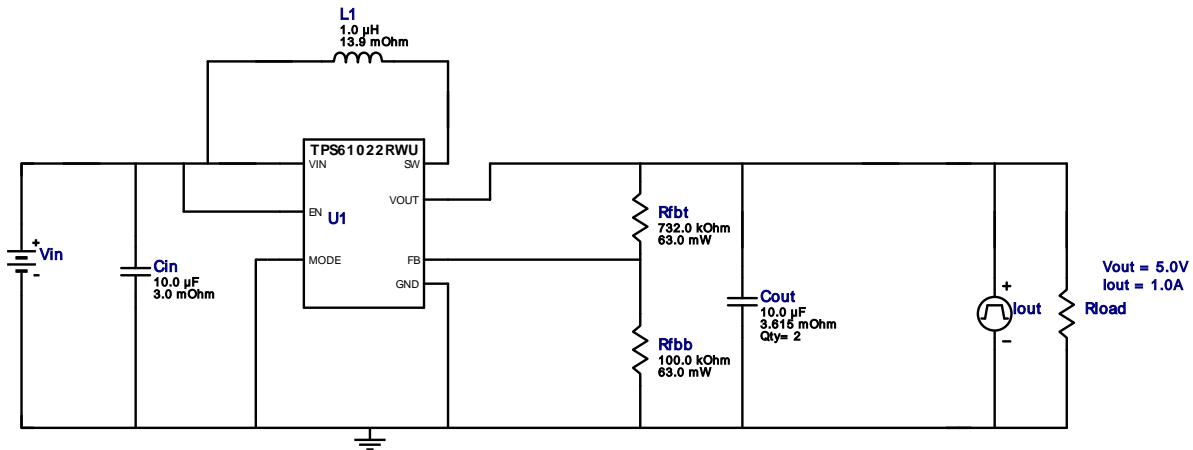 L1
1.0 µH
13.9 mOhm
TPS61022RWU
VIN
SW
VOUT
EN
U1
MODE
FB
GND
+
Vin
-
Cin
10.0 µF
3.0 mOhm
Rfbt
732.0 kOhm
63.0 mW
Rfbb
100.0 kOhm
63.0 mW
Cout
10.0 µF
3.615 mOhm
Qty= 2
+
Iout
-
Rload
Vout = 5.0V
Iout = 1.0A